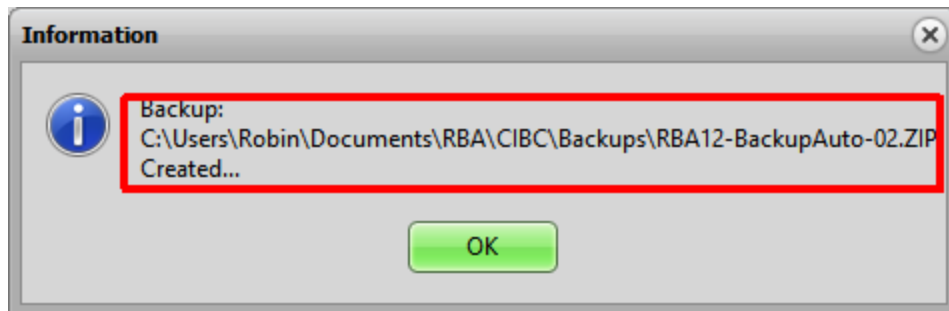 Information
Backup:
C:\Users\Robin\Documents\RBA\CIBC\Backups\RBA12-BackupAuto-02.ZIP
Created...
OK